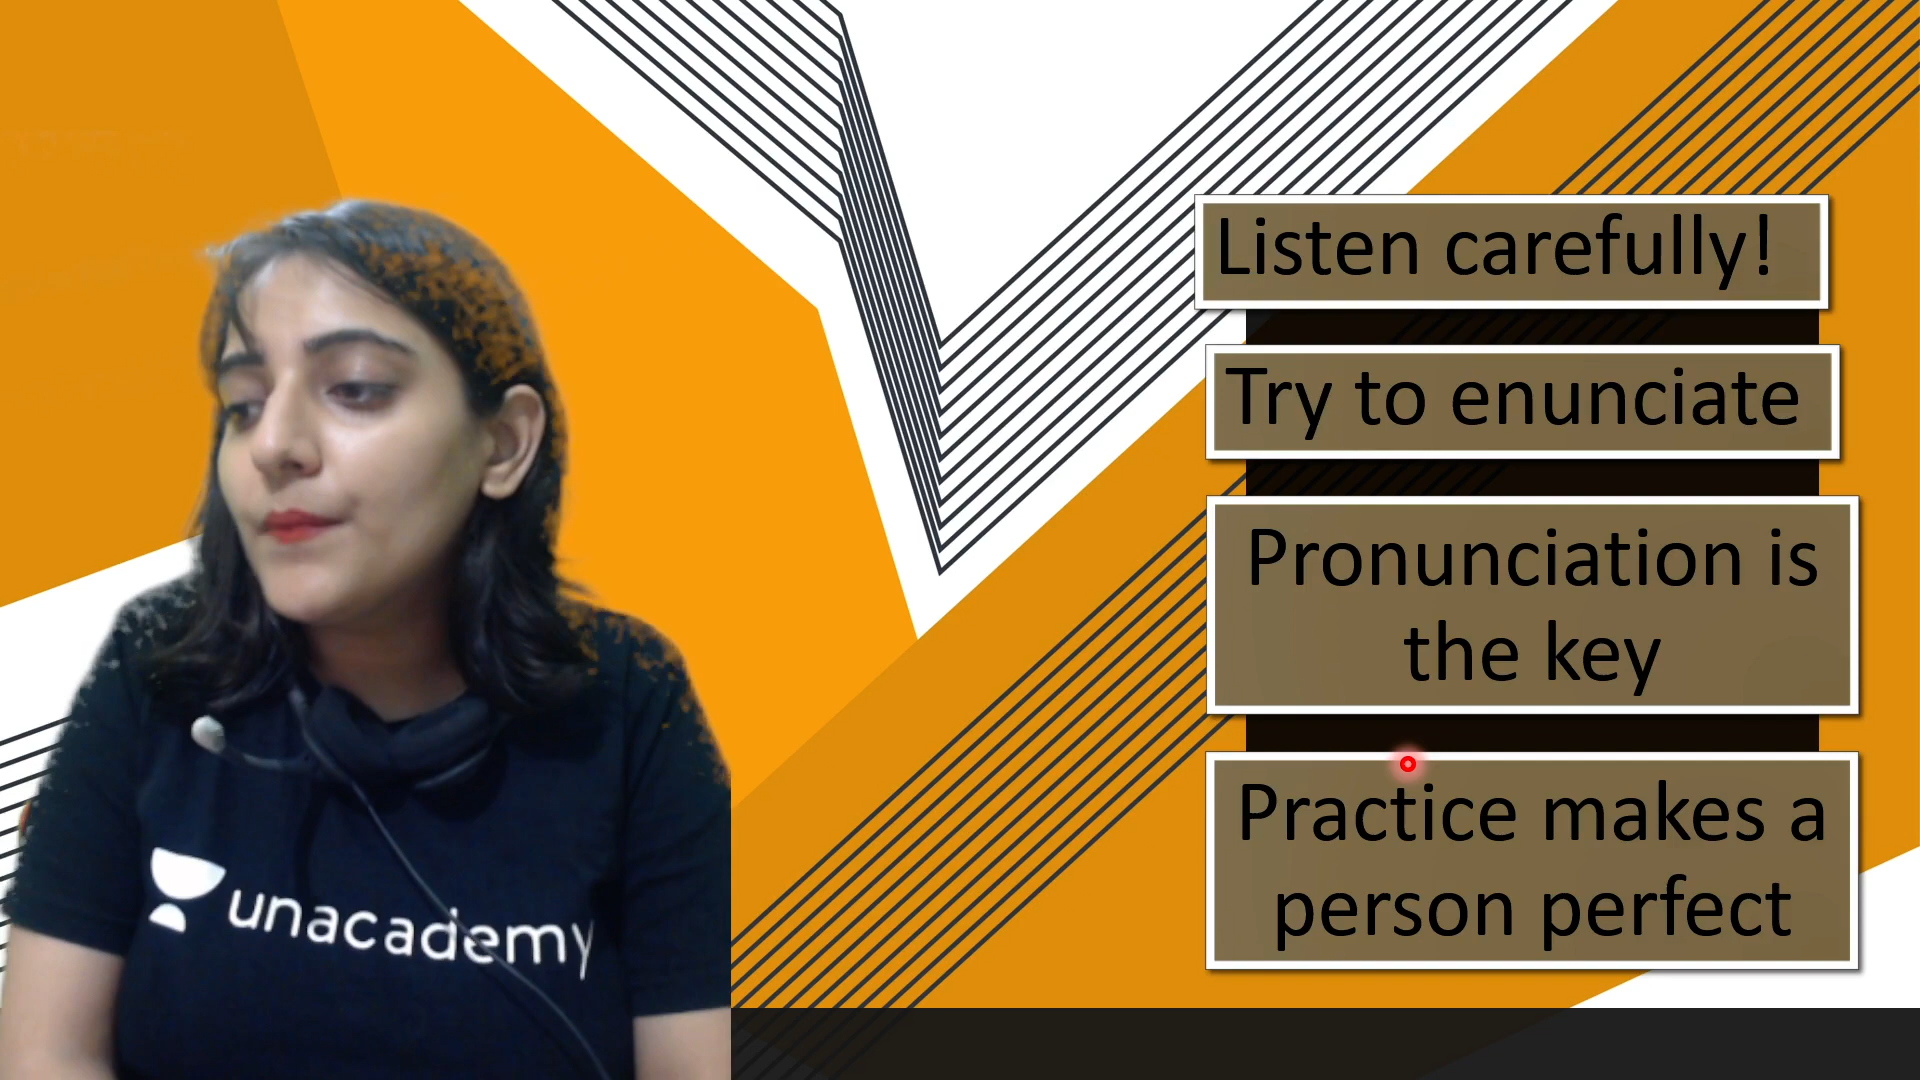 Listen carefully!
Try to enunciate
Pronunciation is
the key
Practice makes a
person perfect
unacademy